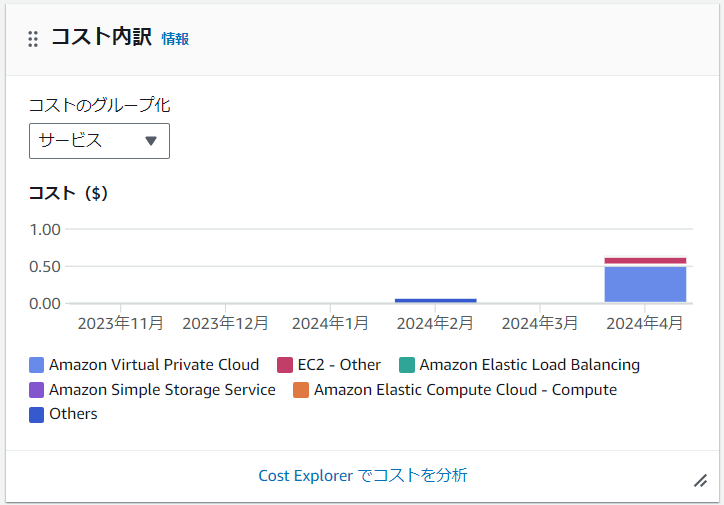 コスト内訳 情報
コストのグループ化
サービス
コスト（$）
1.00
0.50
0.00
2023年11月 2023年12月 2024年1月 2024年2月 2024年3月 2024年4月
Amazon Virtual Private Cloud EC2 - Other Amazon Elastic Load Balancing
Amazon Simple Storage Service Amazon Elastic Compute Cloud - Compute
Others
Cost Explorer でコストを分析